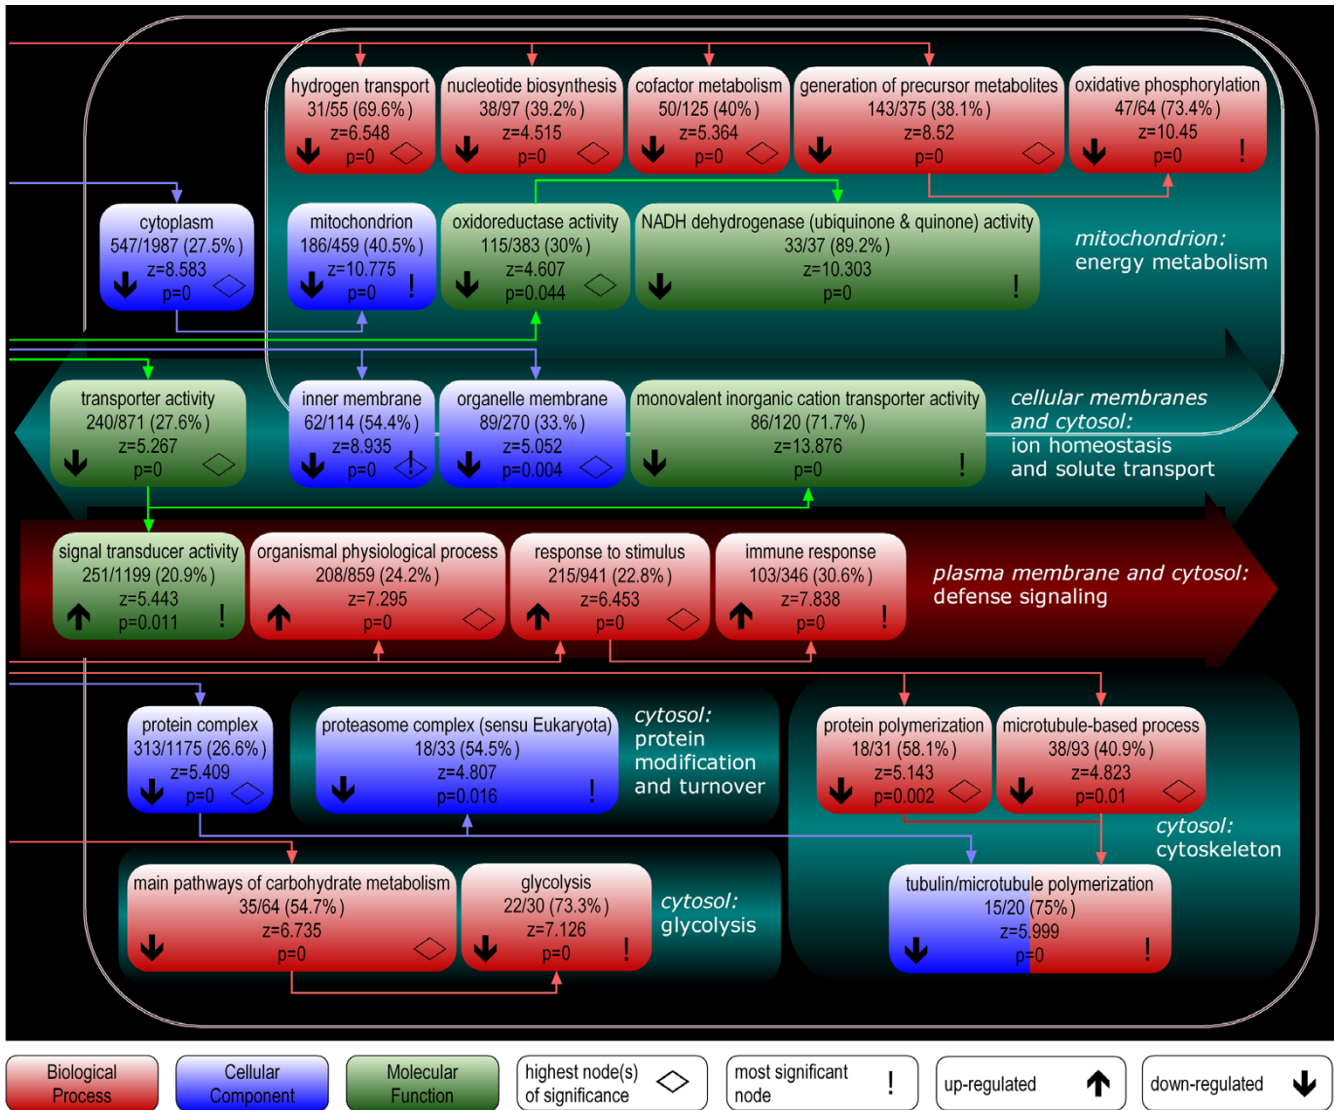 hydrogen transport
31/55 (69.6%)
z=6.548
p=0
nucleotide biosynthesis
38/97 (39.2%)
z=4.515
p=0
cofactor metabolism
50/125 (40%)
z=5.364
p=0
generation of precursor metabolites
143/375 (38.1%)
z=8.52
p=0
oxidative phosphorylation
47/64 (73.4%)
z=10.45
p=0
!
cytoplasm
547/1987 (27.5%)
z=8.583
p=0
mitochondrion
186/459 (40.5%)
z=10.775
p=0
!
oxidoreductase activity
115/383 (30%)
z=4.607
p=0.044
NADH dehydrogenase (ubiquinone & quinone) activity
33/37 (89.2%)
z=10.303
p=0
!
mitochondrion:
energy metabolism
transporter activity
240/871 (27.6%)
z=5.267
p=0
inner membrane
62/114 (54.4%)
z=8.935
p=0
!
organelle membrane
89/270 (33.%)
z=5.052
p=0.004
monovalent inorganic cation transporter activity
86/120 (71.7%)
z=13.876
p=0
!
cellular membranes
and cytosol:
ion homeostasis
and solute transport
signal transducer activity
251/1199 (20.9%)
z=5.443
p=0.011
!
organismal physiological process
208/859 (24.2%)
z=7.295
p=0
response to stimulus
215/941 (22.8%)
z=6.453
p=0
immune response
103/346 (30.6%)
z=7.838
p=0
!
plasma membrane and cytosol:
defense signaling
protein complex
313/1175 (26.6%)
z=5.409
p=0
proteasome complex (sensu Eukaryota)
18/33 (54.5%)
z=4.807
p=0.016
!
cytosol:
protein
modification
and turnover
protein polymerization
18/31 (58.1%)
z=5.143
p=0.002
microtubule-based process
38/93 (40.9%)
z=4.823
p=0.01
cytosol:
cytoskeleton
main pathways of carbohydrate metabolism
35/64 (54.7%)
z=6.735
p=0
glycolysis
22/30 (73.3%)
z=7.126
p=0
!
cytosol:
glycolysis
tubulin/microtubule polymerization
15/20 (75%)
z=5.999
p=0
!
Biological
Process
Cellular
Component
Molecular
Function
highest node(s)
of significance
most significant
node
!
up-regulated
down-regulated